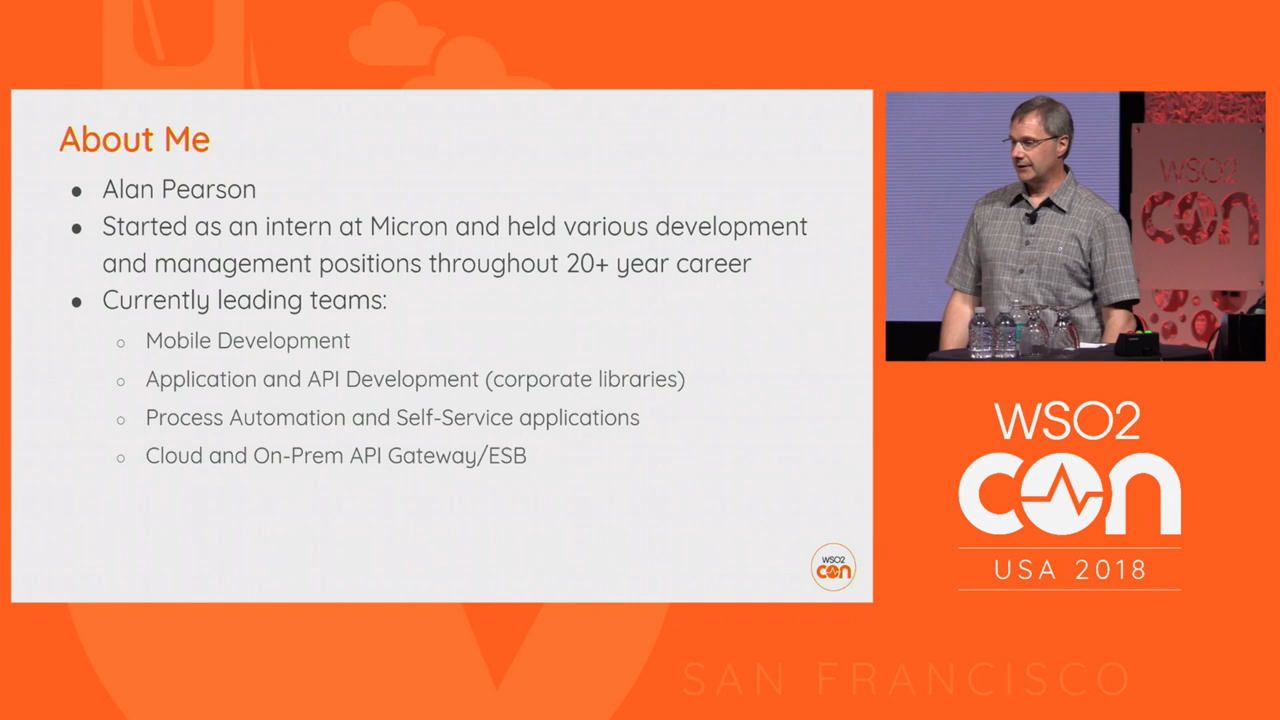 About Me
● Alan Pearson
● Started as an intern at Micron and held various development
and management positions throughout 20+ year career
● Currently leading teams:
○ Mobile Development
○ Application and API Development (corporate libraries)
○ Process Automation and Self-Service applications
○ Cloud and On-Prem API Gateway/ESB
WSO2
con
WSO2
con
WSO2
con
USA 2018
SAN FRANCISCO